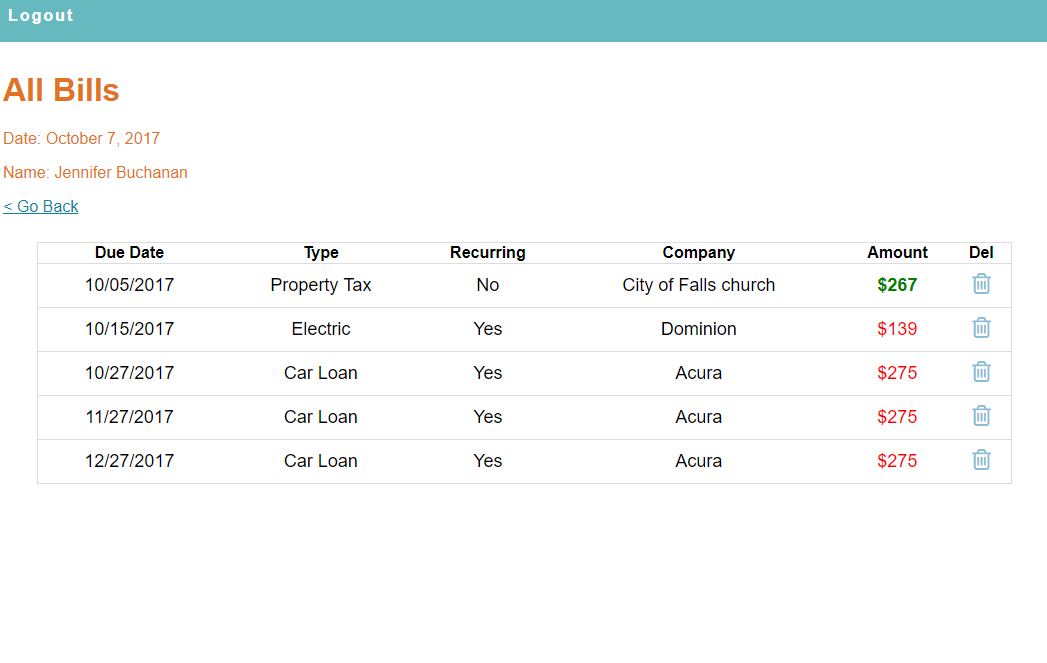 Logout
All Bills
Date: October 7, 2017
Name: Jennifer Buchanan
< Go Back
Due Date Type Recurring Company Amount Del
10/05/2017 Property Tax No City of Falls church $267
10/15/2017 Electric Yes Dominion $139
10/27/2017 Car Loan Yes Acura $275
11/27/2017 Car Loan Yes Acura $275
12/27/2017 Car Loan Yes Acura $275